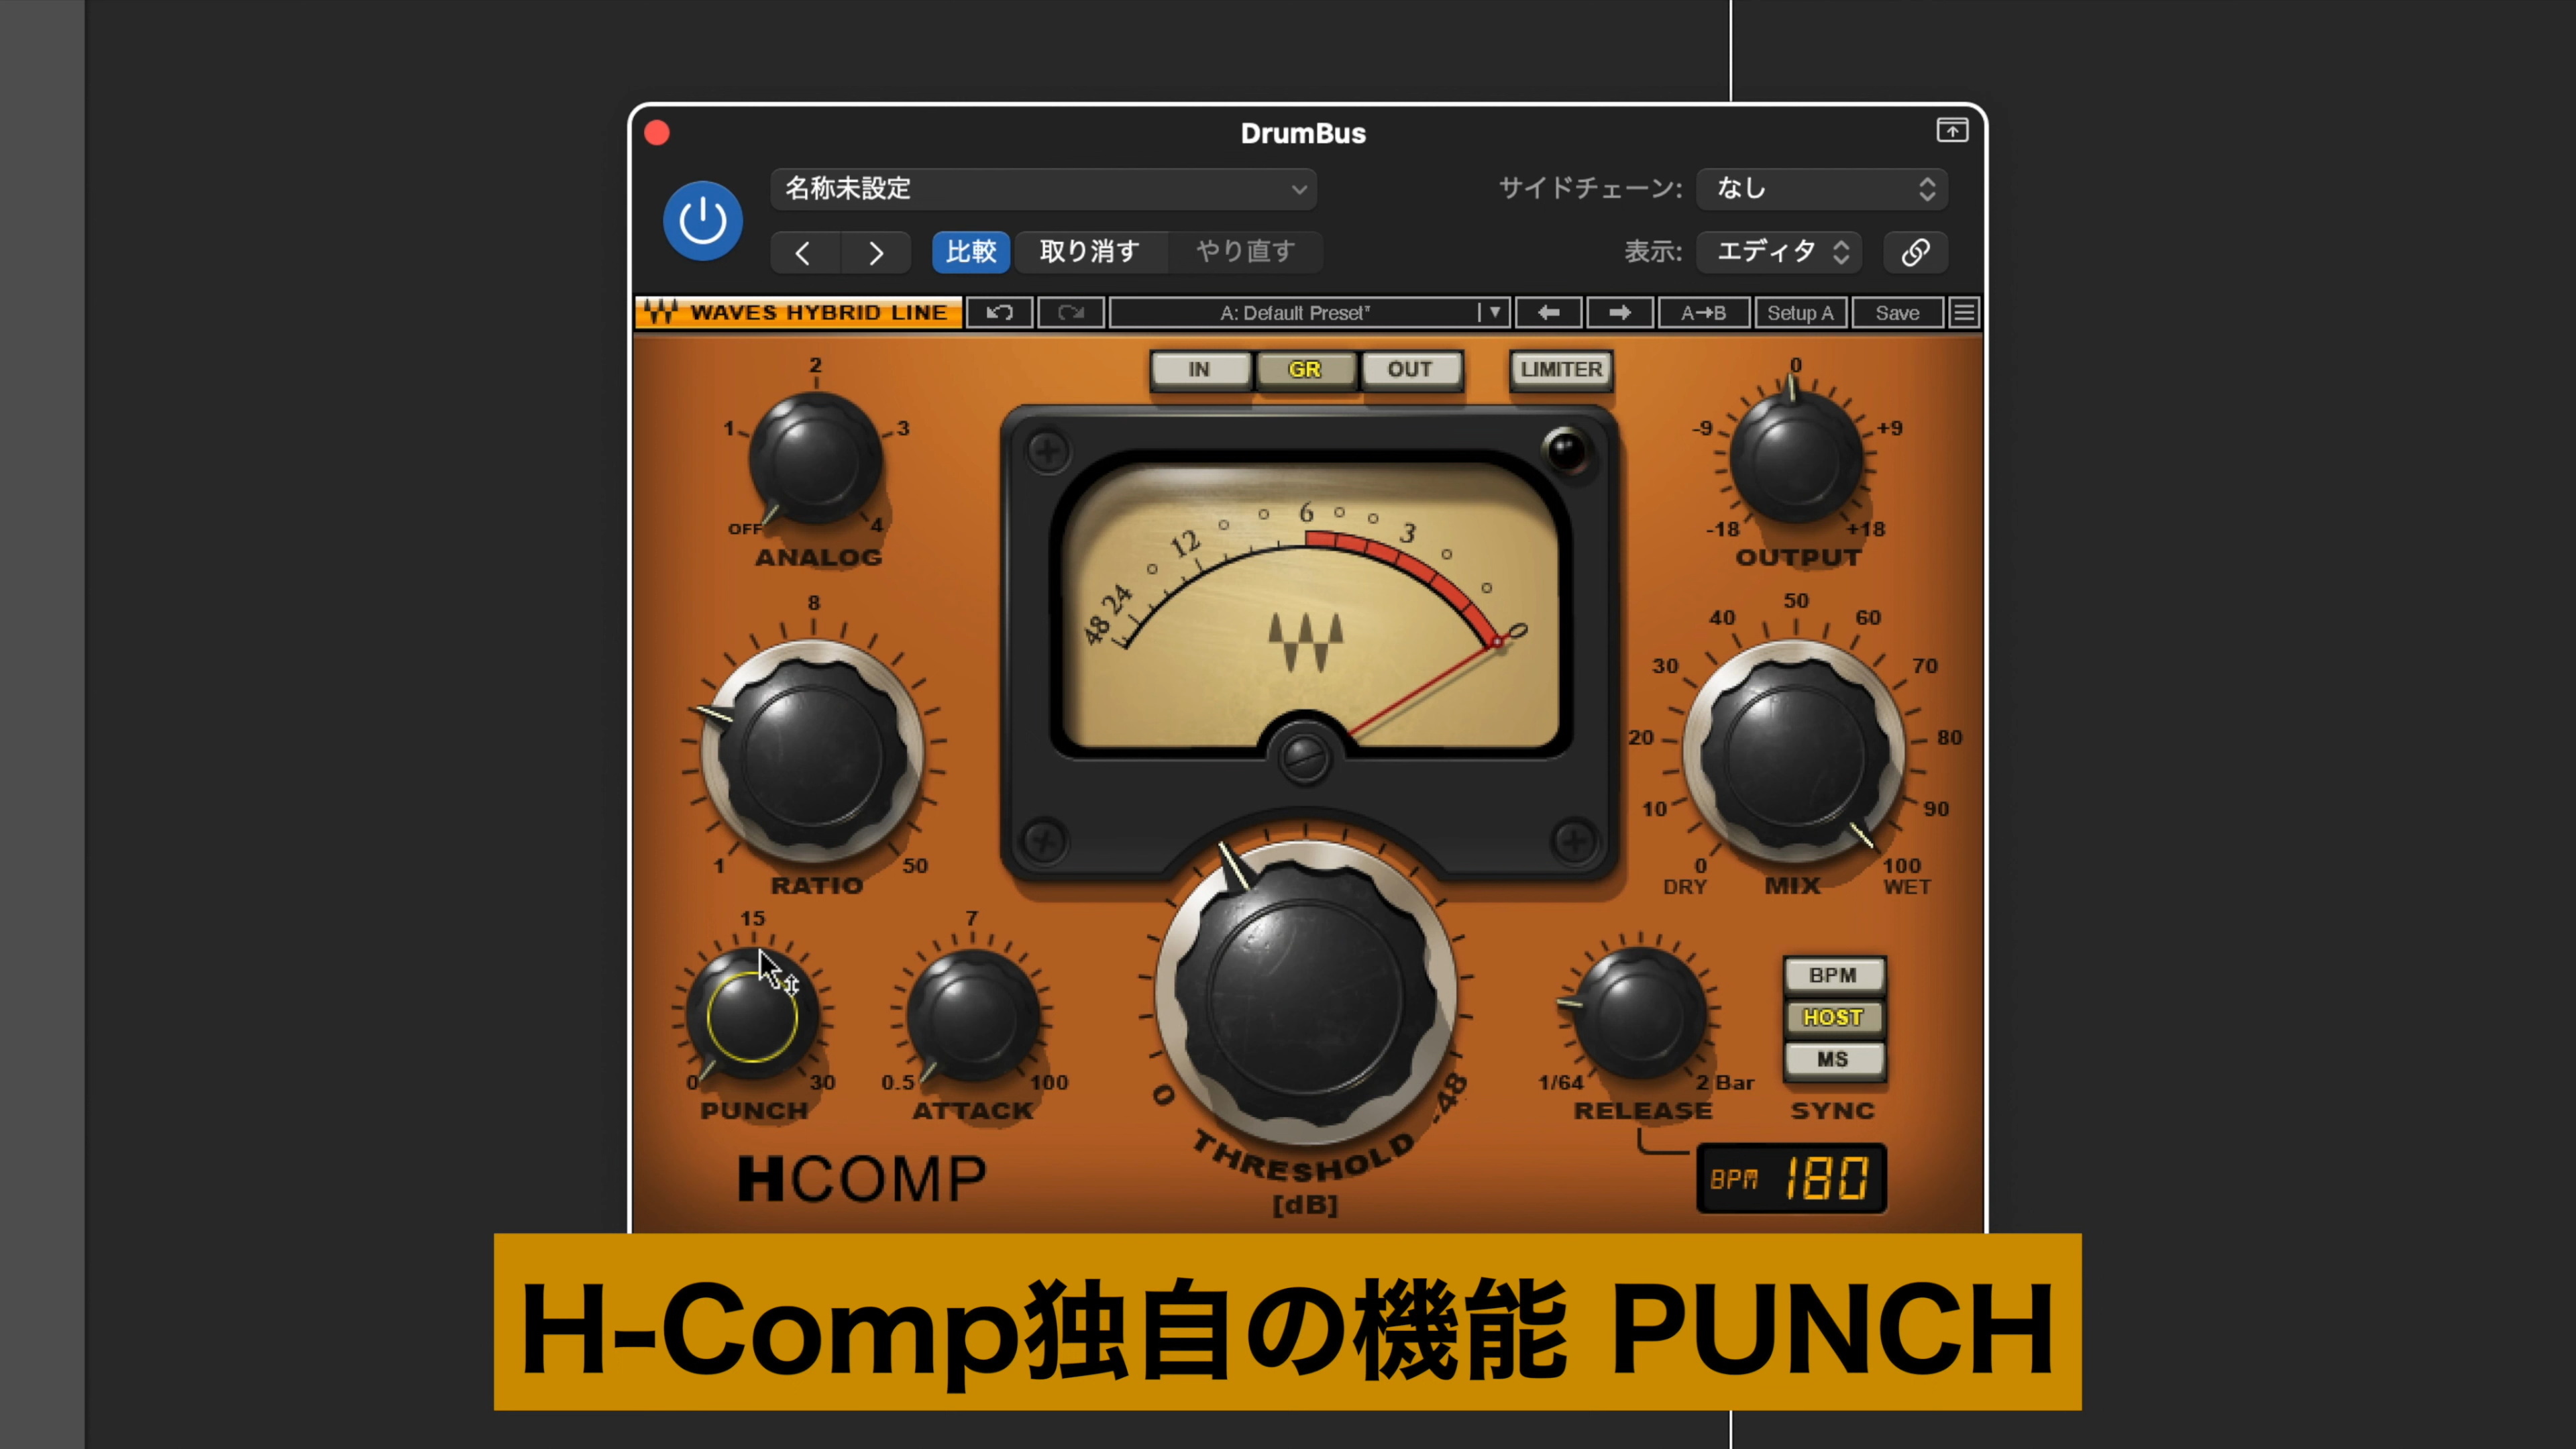 DrumBus
名称未設定
サイドチェーン: なし
比較 取り消す やり直す
表示: エディタ
WAVES HYBRID LINE
A: Default Preset*
A→B
Setup A
Save
IN GR OUT LIMITER
OFF 1 2 3 4
ANALOG
-18 -9 0 +9 +18
OUTPUT
48 24 12 6 3 0
1 8 50
RATIO
0 10 20 30 40 50 60 70 80 90 100
DRY MIX WET
0 15 30
PUNCH
0.5 7 100
ATTACK
0 -48
THRESHOLD
[dB]
1/64 2 Bar
RELEASE
BPM
HOST
MS
SYNC
BPM 180
HCOMP
H-Comp独自の機能 PUNCH